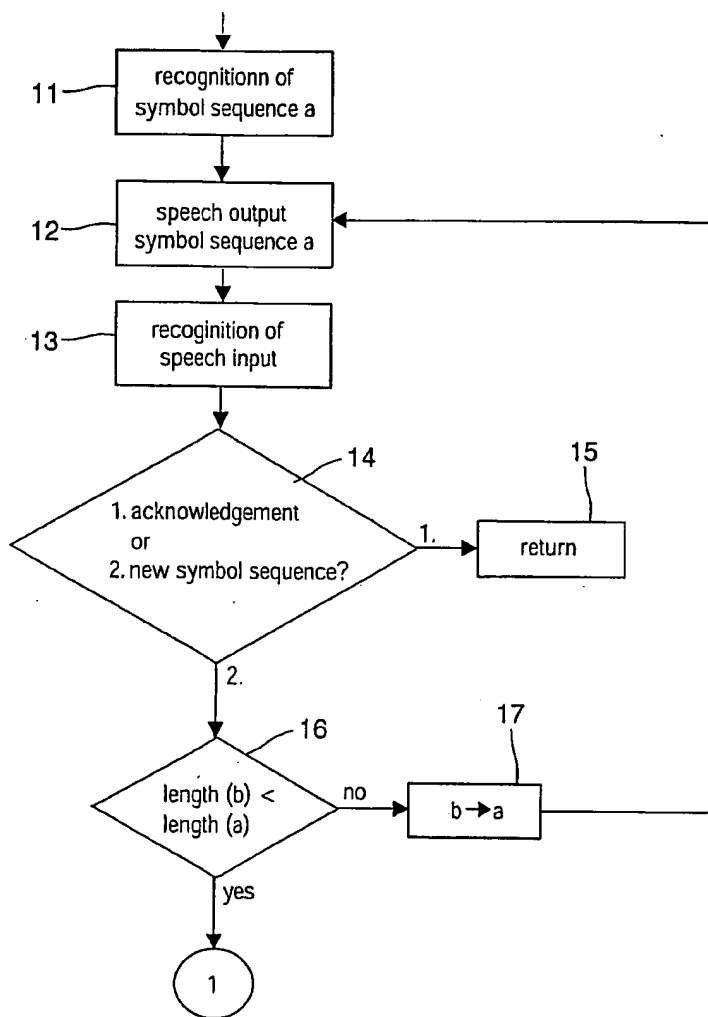 11
recognitionn of
symbol sequence a
12
speech output
symbol sequence a
13
recoginition of
speech input
14
15
1. acknowledgement
or
2. new symbol sequence?
1.
return
2.
16
17
length (b) <
length (a)
no
b→a
yes
1